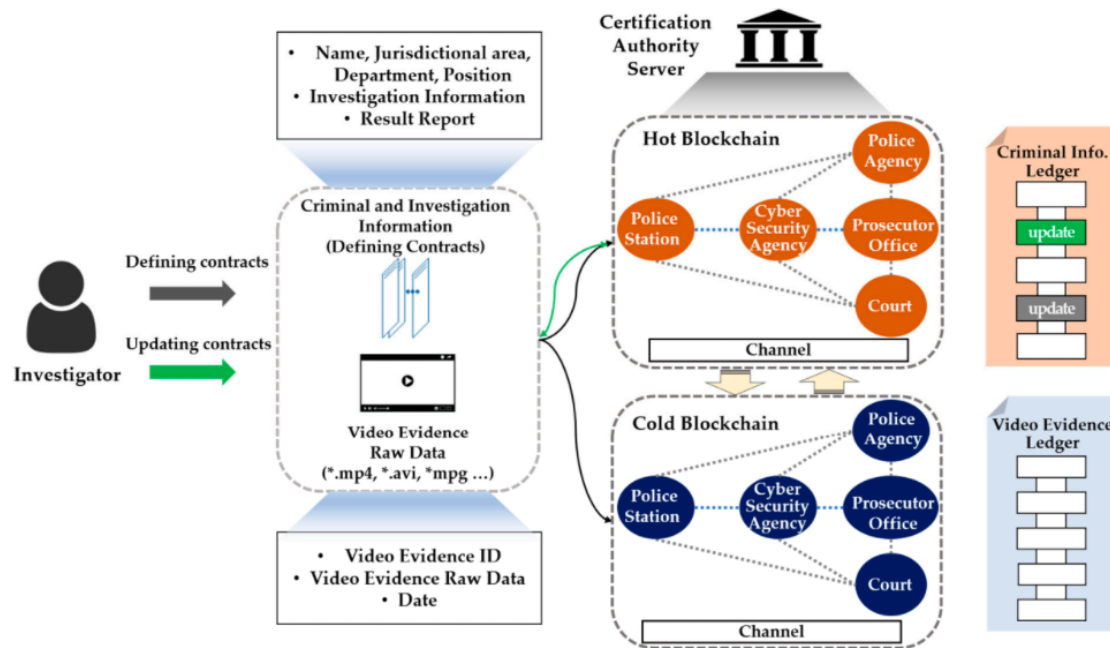 • Name, Jurisdictional area,
Department, Position
• Investigation Information
• Result Report
Certification
Authority
Server
Investigator
Defining contracts
Updating contracts
Criminal and Investigation
Information
(Defining Contracts)
Video Evidence
Raw Data
(*.mp4, *.avi, *mpg ...)
• Video Evidence ID
• Video Evidence Raw Data
• Date
Hot Blockchain
Police
Agency
Police
Station
Cyber
Security
Agency
Prosecutor
Office
Court
Channel
Cold Blockchain
Police
Agency
Police
Station
Cyber
Security
Agency
Prosecutor
Office
Court
Channel
Criminal Info.
Ledger
update
update
Video Evidence
Ledger